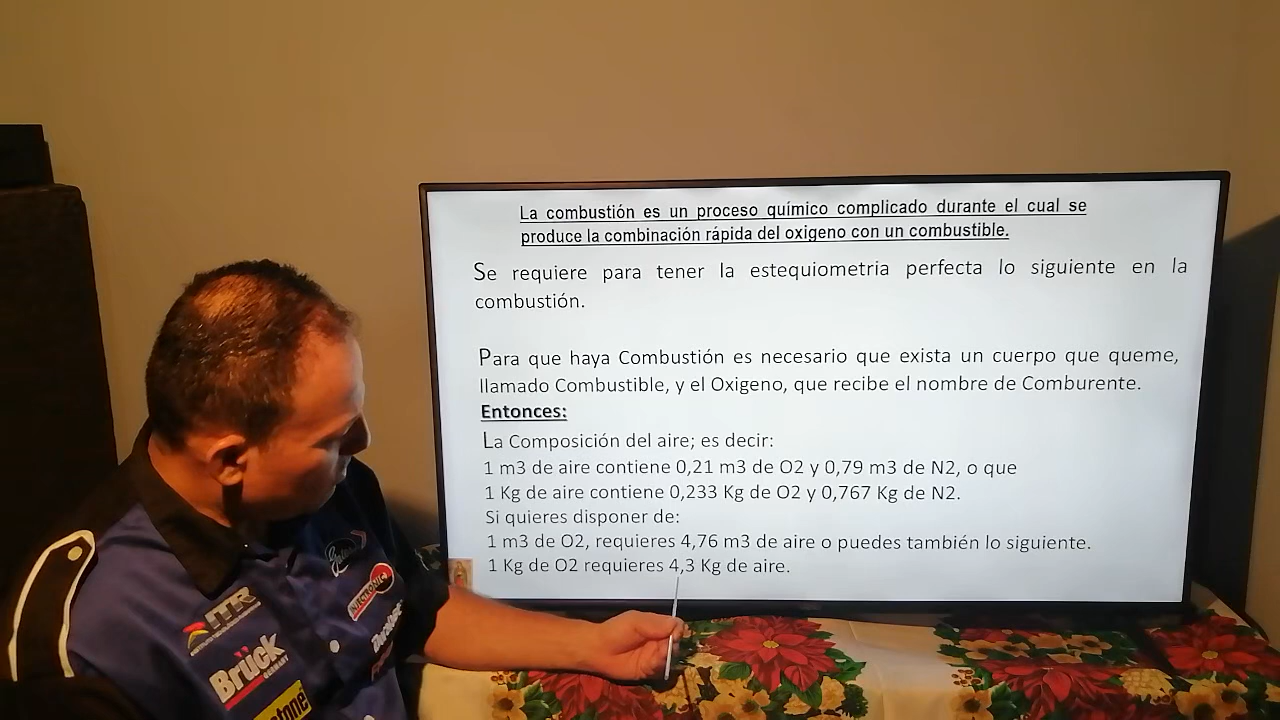 La combustión es un proceso químico complicado durante el cual se
produce la combinación rápida del oxigeno con un combustible.
Se requiere para tener la estequiometria perfecta lo siguiente en la
combustión.
Para que haya Combustión es necesario que exista un cuerpo que queme,
llamado Combustible, y el Oxigeno, que recibe el nombre de Comburente.
Entonces:
La Composición del aire; es decir:
1 m3 de aire contiene 0,21 m3 de O2 y 0,79 m3 de N2, o que
1 Kg de aire contiene 0,233 Kg de O2 y 0,767 Kg de N2.
Si quieres disponer de:
1 m3 de O2, requieres 4,76 m3 de aire o puedes también lo siguiente.
1 Kg de O2 requieres 4,3 Kg de aire.
ITR
Brück
GERMANY